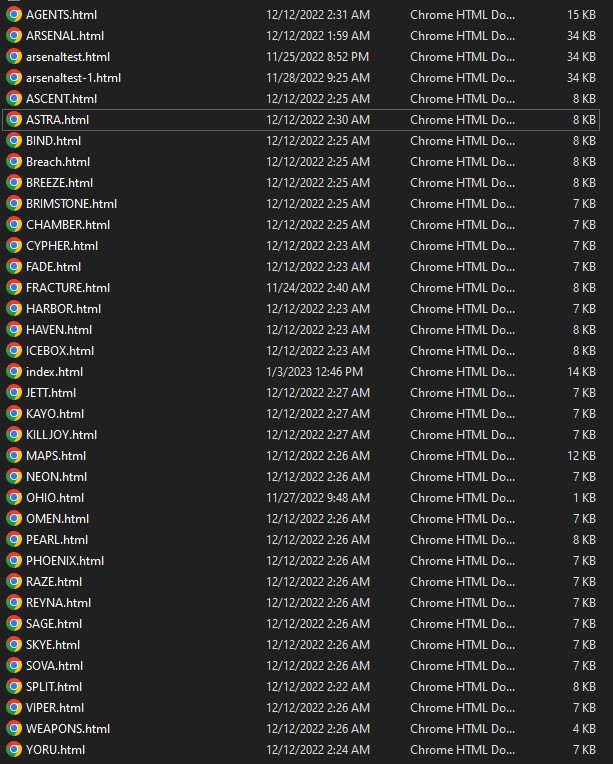 AGENTS.html 12/12/2022 2:31 AM Chrome HTML Do... 15 KB
ARSENAL.html 12/12/2022 1:59 AM Chrome HTML Do... 34 KB
arsenaltest.html 11/25/2022 8:52 PM Chrome HTML Do... 34 KB
arsenaltest-1.html 11/28/2022 9:25 AM Chrome HTML Do... 34 KB
ASCENT.html 12/12/2022 2:25 AM Chrome HTML Do... 8 KB
ASTRA.html 12/12/2022 2:30 AM Chrome HTML Do... 8 KB
BIND.html 12/12/2022 2:25 AM Chrome HTML Do... 8 KB
Breach.html 12/12/2022 2:25 AM Chrome HTML Do... 8 KB
BREEZE.html 12/12/2022 2:25 AM Chrome HTML Do... 8 KB
BRIMSTONE.html 12/12/2022 2:25 AM Chrome HTML Do... 7 KB
CHAMBER.html 12/12/2022 2:25 AM Chrome HTML Do... 7 KB
CYPHER.html 12/12/2022 2:23 AM Chrome HTML Do... 7 KB
FADE.html 12/12/2022 2:23 AM Chrome HTML Do... 7 KB
FRACTURE.html 11/24/2022 2:40 AM Chrome HTML Do... 8 KB
HARBOR.html 12/12/2022 2:23 AM Chrome HTML Do... 7 KB
HAVEN.html 12/12/2022 2:23 AM Chrome HTML Do... 8 KB
ICEBOX.html 12/12/2022 2:23 AM Chrome HTML Do... 8 KB
index.html 1/3/2023 12:46 PM Chrome HTML Do... 14 KB
JETT.html 12/12/2022 2:27 AM Chrome HTML Do... 7 KB
KAYO.html 12/12/2022 2:27 AM Chrome HTML Do... 7 KB
KILLJOY.html 12/12/2022 2:27 AM Chrome HTML Do... 7 KB
MAPS.html 12/12/2022 2:26 AM Chrome HTML Do... 12 KB
NEON.html 12/12/2022 2:26 AM Chrome HTML Do... 7 KB
OHIO.html 11/27/2022 9:48 AM Chrome HTML Do... 1 KB
OMEN.html 12/12/2022 2:26 AM Chrome HTML Do... 7 KB
PEARL.html 12/12/2022 2:26 AM Chrome HTML Do... 8 KB
PHOENIX.html 12/12/2022 2:26 AM Chrome HTML Do... 7 KB
RAZE.html 12/12/2022 2:26 AM Chrome HTML Do... 7 KB
REYNA.html 12/12/2022 2:26 AM Chrome HTML Do... 7 KB
SAGE.html 12/12/2022 2:26 AM Chrome HTML Do... 7 KB
SKYE.html 12/12/2022 2:26 AM Chrome HTML Do... 7 KB
SOVA.html 12/12/2022 2:26 AM Chrome HTML Do... 7 KB
SPLIT.html 12/12/2022 2:22 AM Chrome HTML Do... 8 KB
VIPER.html 12/12/2022 2:26 AM Chrome HTML Do... 7 KB
WEAPONS.html 12/12/2022 2:26 AM Chrome HTML Do... 4 KB
YORU.html 12/12/2022 2:24 AM Chrome HTML Do... 7 KB